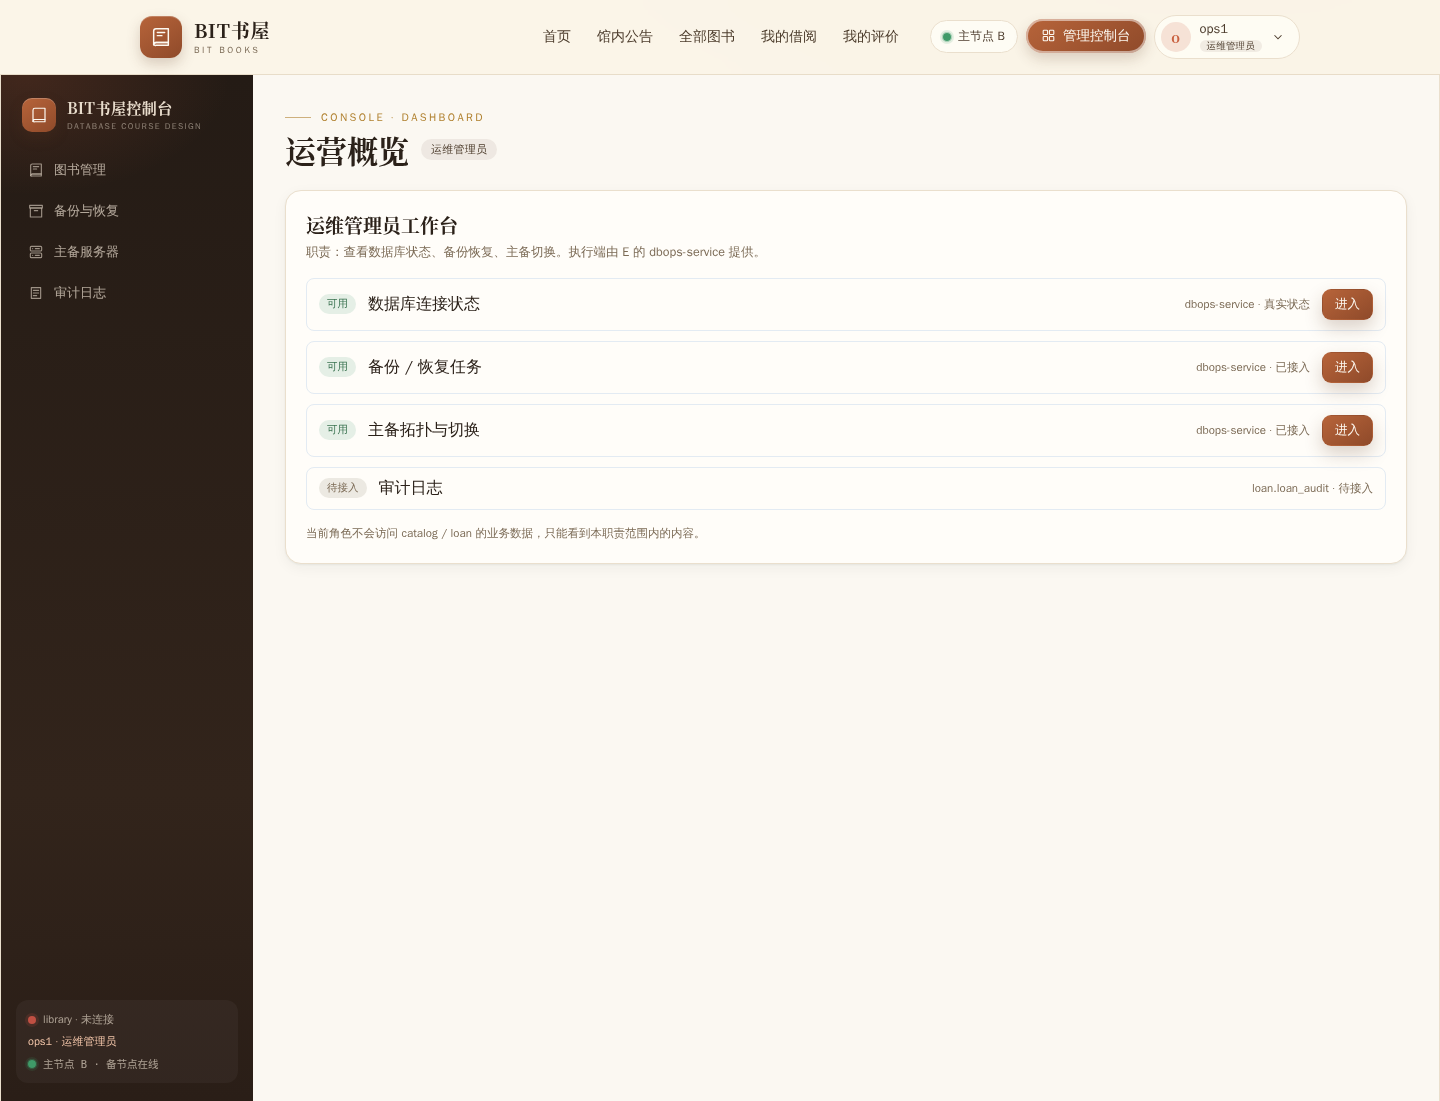 BIT书屋
BIT BOOKS
首页
馆内公告
全部图书
我的借阅
我的评价
主节点 B
管理控制台
o
ops1
运维管理员
BIT书屋控制台
DATABASE COURSE DESIGN
图书管理
备份与恢复
主备服务器
审计日志
library · 未连接
ops1 · 运维管理员
主节点 B · 备节点在线
CONSOLE · DASHBOARD
运营概览
运维管理员
运维管理员工作台
职责：查看数据库状态、备份恢复、主备切换。执行端由 E 的 dbops-service 提供。
可用
数据库连接状态
dbops-service · 真实状态
进入
可用
备份 / 恢复任务
dbops-service · 已接入
进入
可用
主备拓扑与切换
dbops-service · 已接入
进入
待接入
审计日志
loan.loan_audit · 待接入
当前角色不会访问 catalog / loan 的业务数据，只能看到本职责范围内的内容。